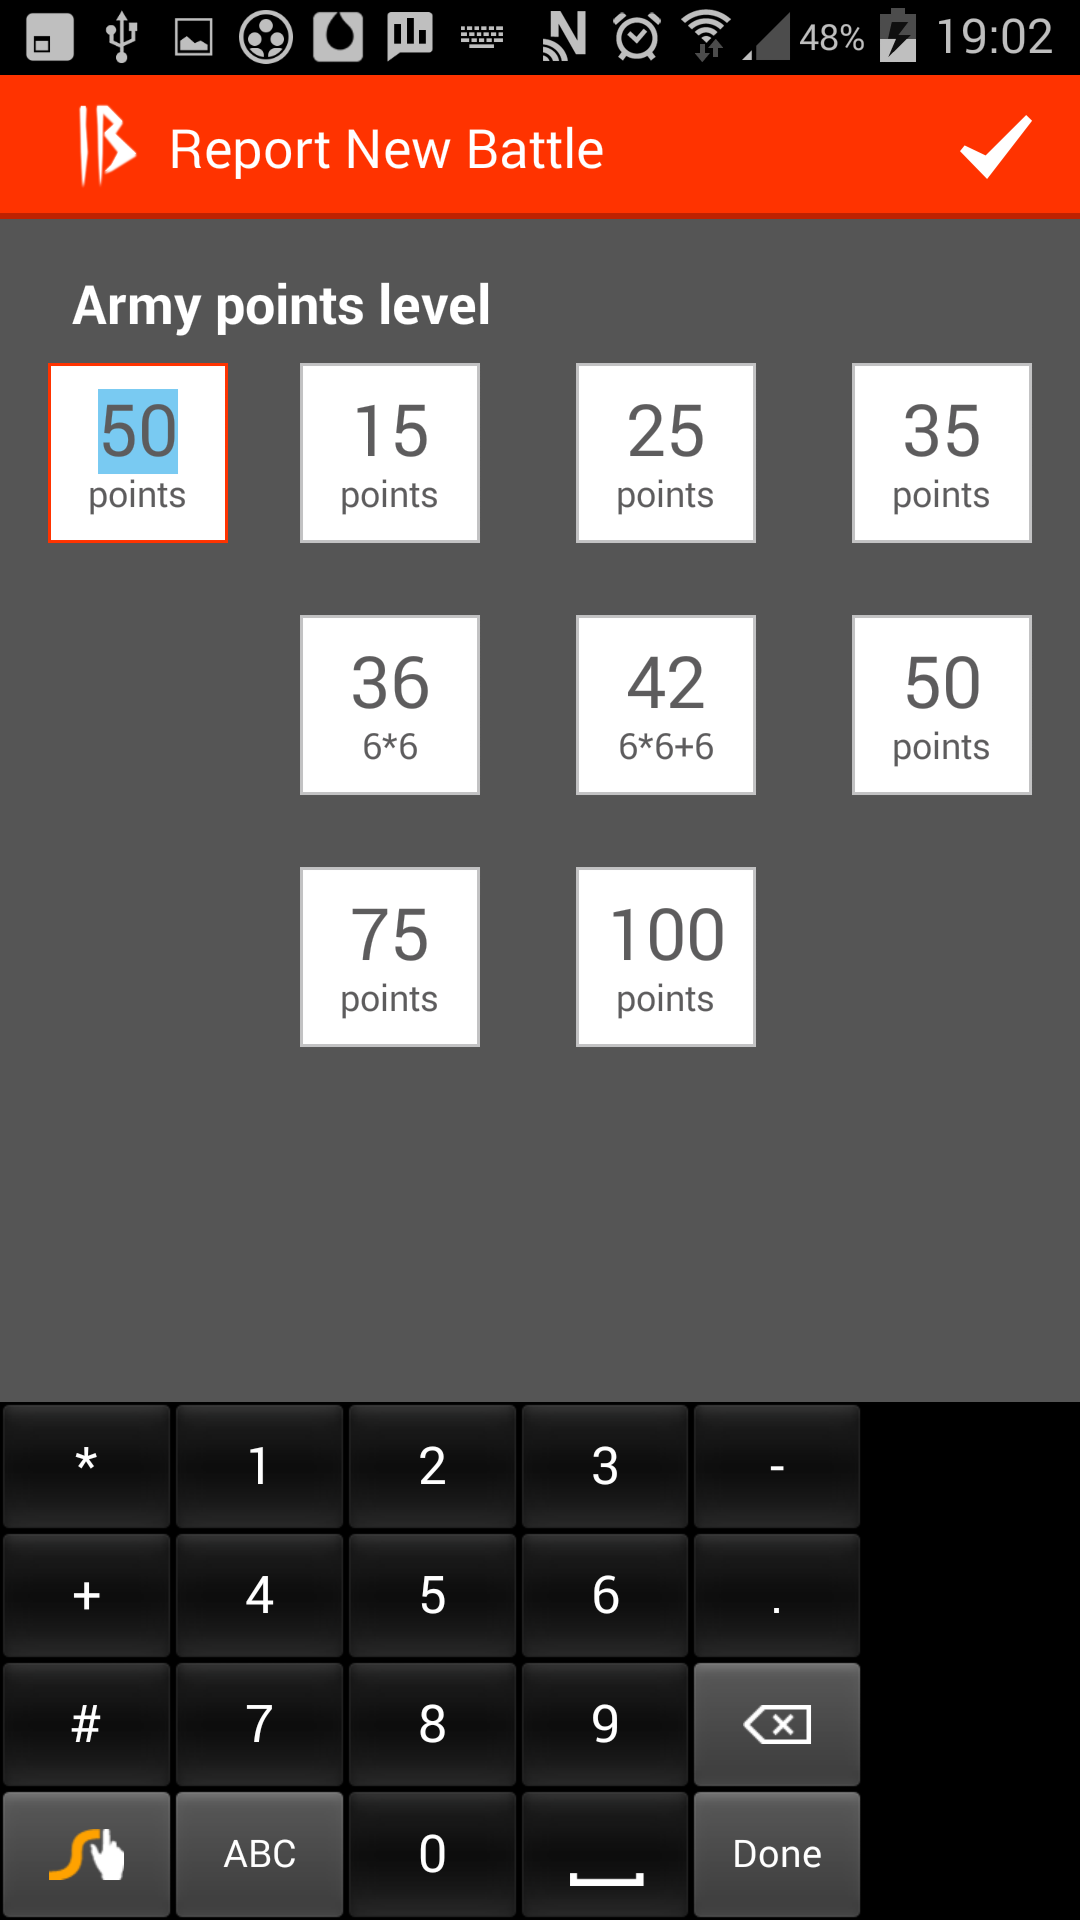 48% 19:02
Report New Battle
Army points level
50 15 25 35
points points points points
36 42 50
6*6 6*6+6 points
75 100
points points
* 1 2 3 -
+ 4 5 6 .
# 7 8 9
ABC 0 Done